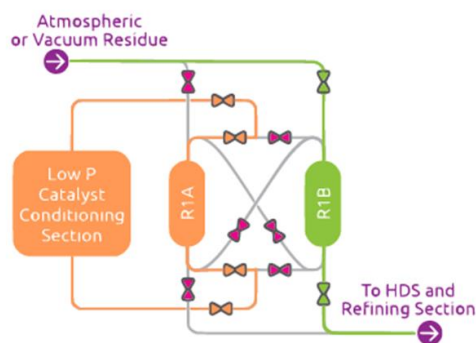 Atmospheric
or Vacuum Residue
Low P
Catalyst
Conditioning
Section
R1A
R1B
To HDS and
Refining Section